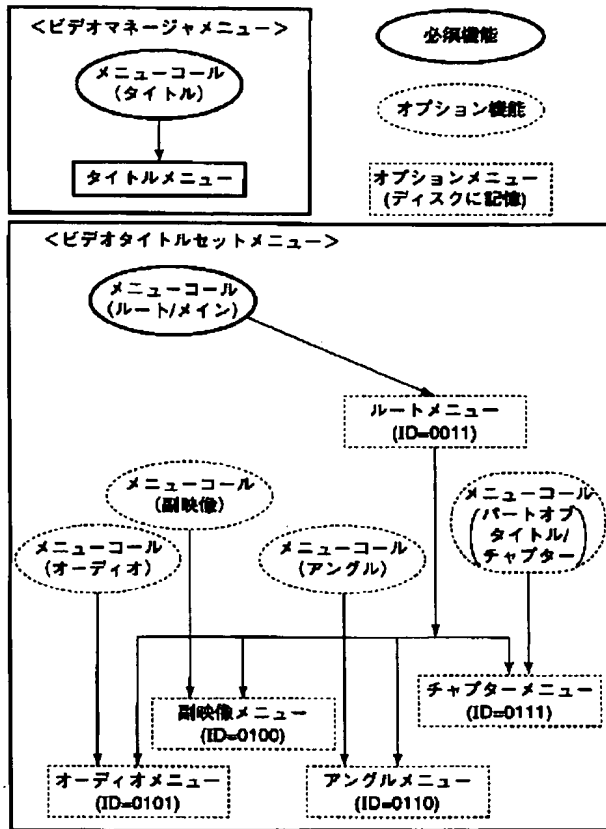 <ビデオマネージャメニュー>
メニューコール
(タイトル)
タイトルメニュー
必須機能
オプション機能
オプションメニュー
(ディスクに記憶)
<ビデオタイトルセットメニュー>
メニューコール
(ルート/メイン)
ルートメニュー
(ID=0011)
メニューコール
(副映像)
メニューコール
(オーディオ)
メニューコール
(アングル)
メニューコール
(パートオブ
タイトル/
チャプター)
副映像メニュー
(ID=0100)
チャプターメニュー
(ID=0111)
オーディオメニュー
(ID=0101)
アングルメニュー
(ID=0110)